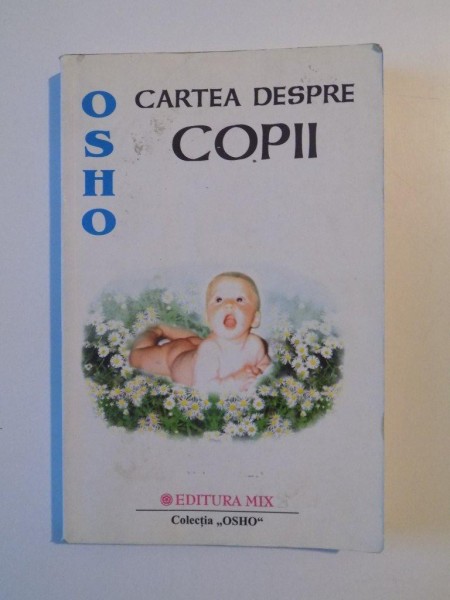 OSHO
CARTEA DESPRE
COPII
EDITURA MIX
Colecția „OSHO“